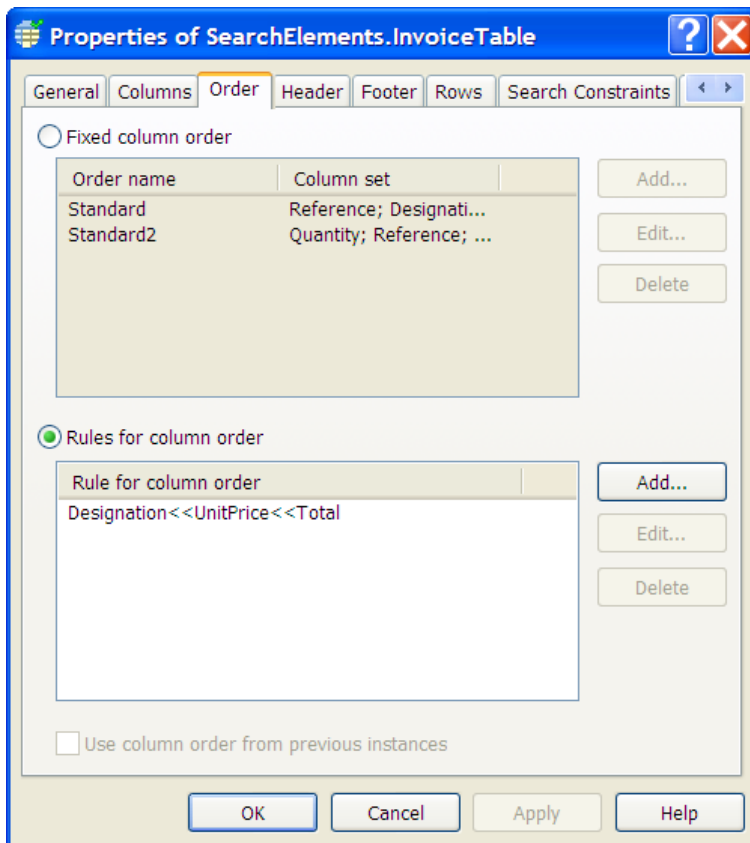 Properties of SearchElements.InvoiceTable
General Columns Order Header Footer Rows Search Constraints
Fixed column order
Order name Column set
Add...
Standard Reference; Designati...
Standard2 Quantity; Reference; ...
Edit...
Delete
Rules for column order
Rule for column order
Add...
Designation<<UnitPrice<<Total
Edit...
Delete
Use column order from previous instances
OK Cancel Apply Help